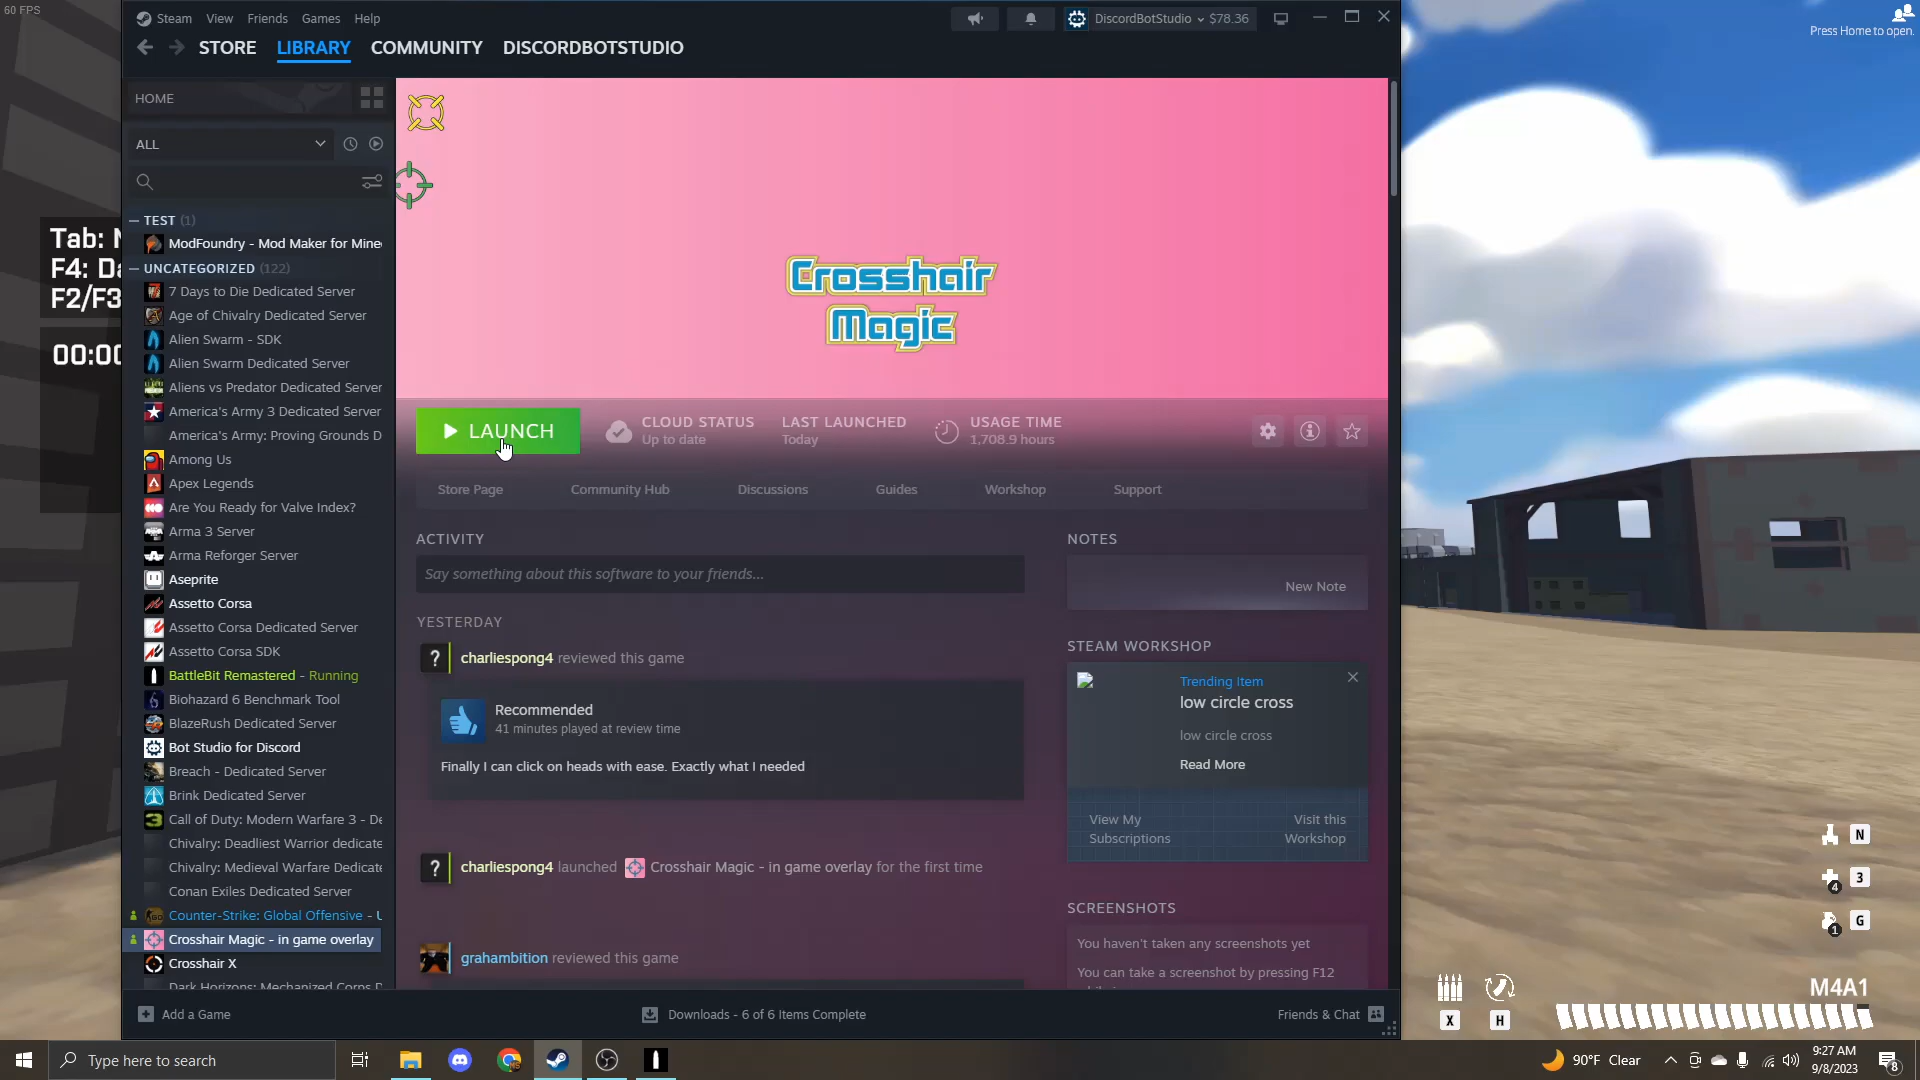 60 FPS
Steam View Friends Games Help
DiscordBotStudio $78.36
Press Home to open.
STORE LIBRARY COMMUNITY DISCORDBOTSTUDIO
HOME
ALL
Tab:
F4:
F2/F3
TEST (1)
ModFoundry - Mod Maker for Mine
UNCATEGORIZED (122)
7 Days to Die Dedicated Server
Age of Chivalry Dedicated Server
Alien Swarm - SDK
Alien Swarm Dedicated Server
Aliens vs Predator Dedicated Server
America's Army 3 Dedicated Server
America's Army: Proving Grounds D
Among Us
Apex Legends
Are You Ready for Valve Index?
Arma 3 Server
Arma Reforger Server
Aseprite
Assetto Corsa
Assetto Corsa Dedicated Server
Assetto Corsa SDK
BattleBit Remastered - Running
Biohazard 6 Benchmark Tool
BlazeRush Dedicated Server
Bot Studio for Discord
Breach - Dedicated Server
Brink Dedicated Server
Call of Duty: Modern Warfare 3 - De
Chivalry: Deadliest Warrior dedicate
Chivalry: Medieval Warfare Dedicate
Conan Exiles Dedicated Server
Counter-Strike: Global Offensive - U
Crosshair Magic - in game overlay
Crosshair X
Dark Horizons: Mechanized Corps D
Crosshair
Magic
LAUNCH
CLOUD STATUS
Up to date
LAST LAUNCHED
Today
USAGE TIME
1,708.9 hours
Store Page Community Hub Discussions Guides Workshop Support
ACTIVITY
Say something about this software to your friends...
YESTERDAY
? charliespong4 reviewed this game
Recommended
41 minutes played at review time
Finally I can click on heads with ease. Exactly what I needed
? charliespong4 launched Crosshair Magic - in game overlay for the first time
grahambition reviewed this game
NOTES
New Note
STEAM WORKSHOP
Trending Item
low circle cross
low circle cross
Read More
View My
Subscriptions
Visit this
Workshop
SCREENSHOTS
You haven't taken any screenshots yet
You can take a screenshot by pressing F12
Add a Game
Downloads - 6 of 6 Items Complete
Friends & Chat
N
4 3
1 G
M4A1
X H
Type here to search
90°F Clear
9:27 AM
9/8/2023
8